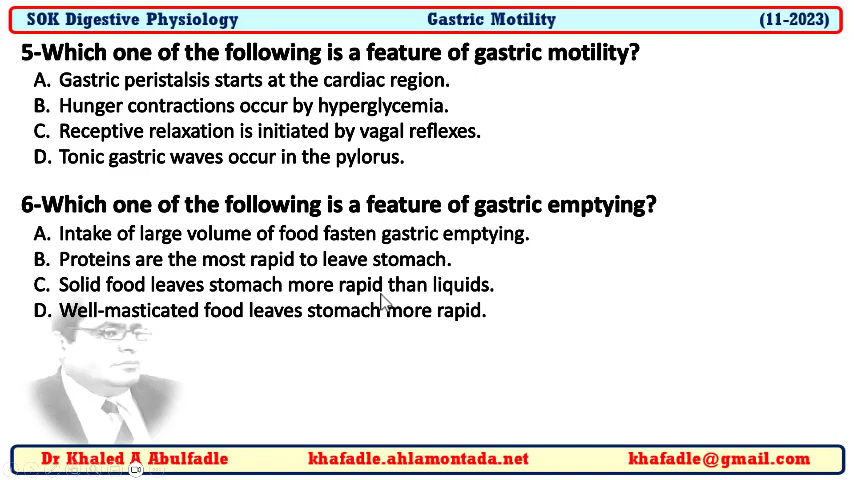 SOK Digestive Physiology Gastric Motility (11-2023)
5-Which one of the following is a feature of gastric motility?
A. Gastric peristalsis starts at the cardiac region.
B. Hunger contractions occur by hyperglycemia.
C. Receptive relaxation is initiated by vagal reflexes.
D. Tonic gastric waves occur in the pylorus.
6-Which one of the following is a feature of gastric emptying?
A. Intake of large volume of food fasten gastric emptying.
B. Proteins are the most rapid to leave stomach.
C. Solid food leaves stomach more rapid than liquids.
D. Well-masticated food leaves stomach more rapid.
Dr Khaled A Abulfadle khafadle.ahlamontada.net khafadle@gmail.com